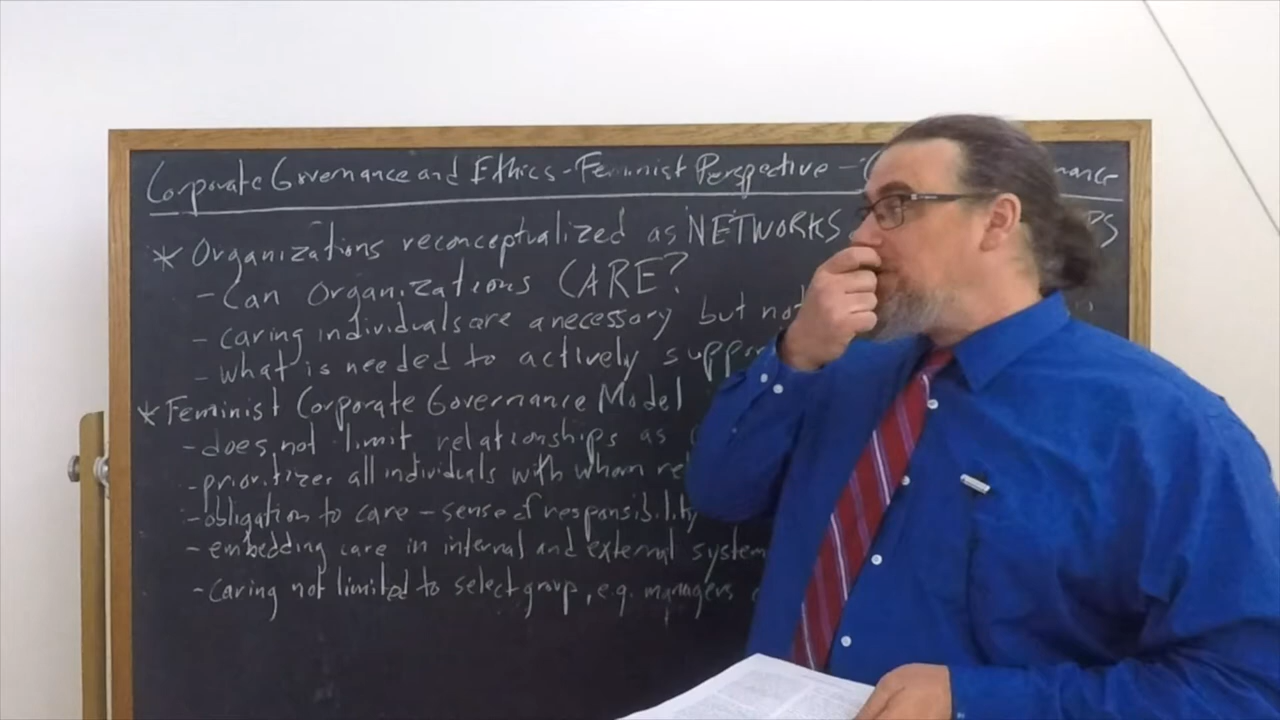 Corporate Governance and Ethics - Feminist Perspective -
* Organizations reconceptualized as NETWORKS
- Can Organizations CARE?
- caring individuals are a necessary but not
- what is needed to actively
* Feminist Corporate Governance Model
- does not limit relationships as
- prioritizes all individuals with whom
- obligation to care - sense of responsibility
- embedding care in internal and external system
- caring not limited to select group, e.g. managers